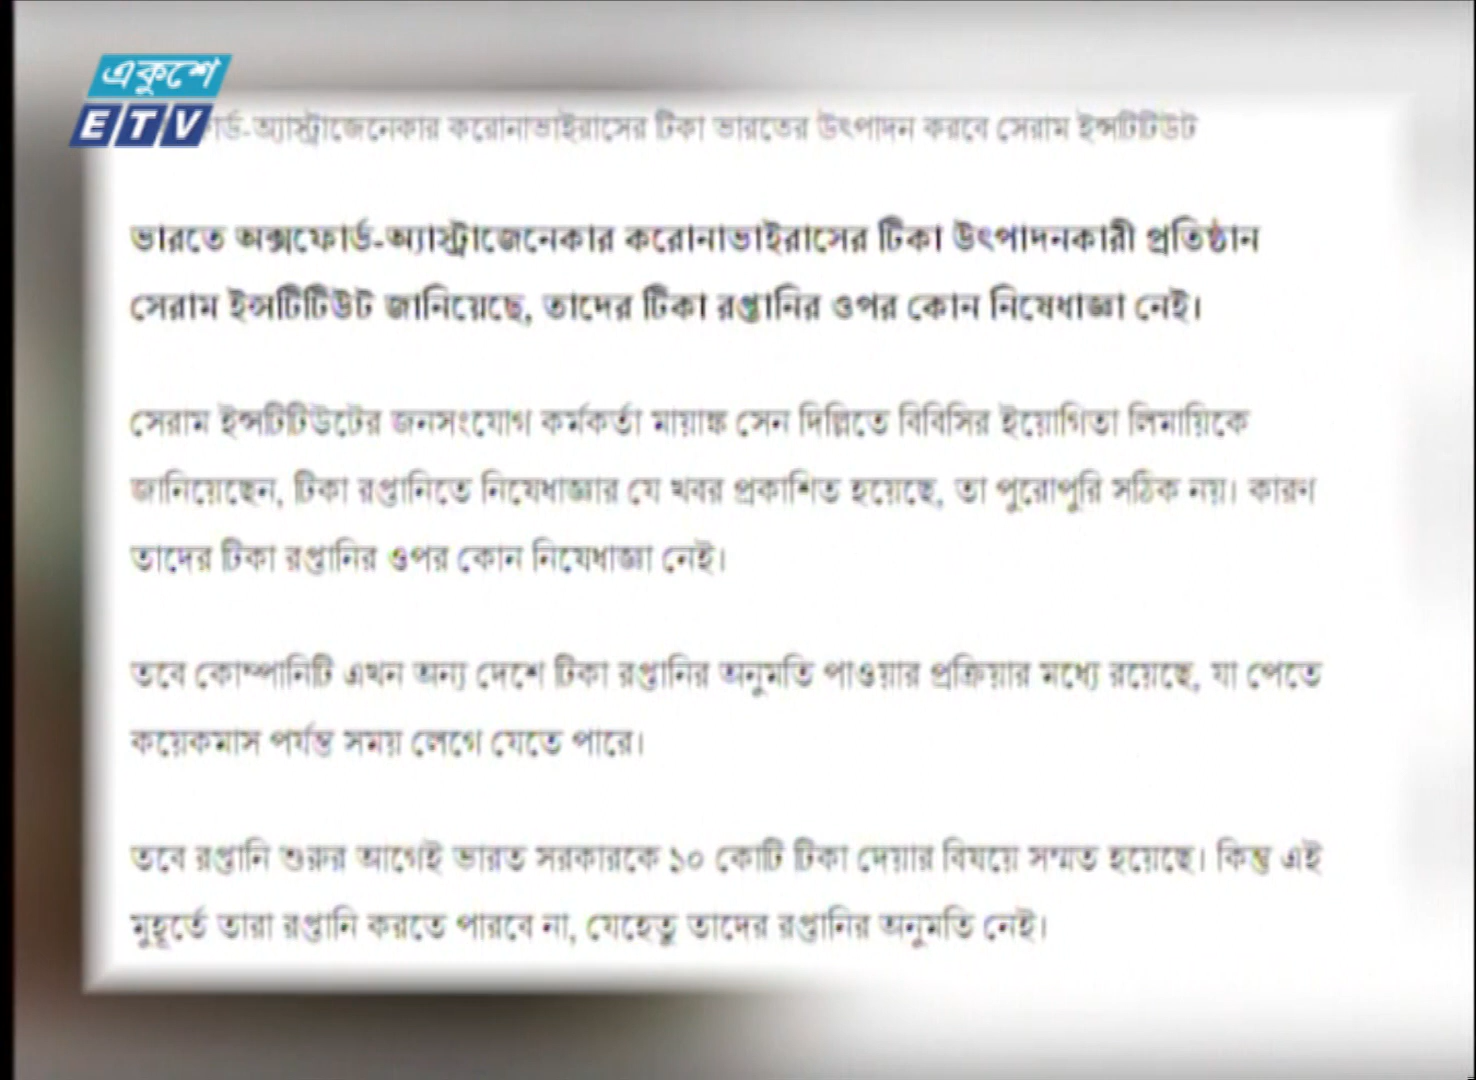 একুশে
ETV
র্ড-অ্যাস্ট্রাজেনেকার করোনাভাইরাসের টিকা ভারতের উৎপাদন করবে সেরাম ইন্সটিটিউট
ভারতে অক্সফোর্ড-অ্যাস্ট্রাজেনেকার করোনাভাইরাসের টিকা উৎপাদনকারী প্রতিষ্ঠান
সেরাম ইন্সটিটিউট জানিয়েছে, তাদের টিকা রপ্তানির ওপর কোন নিষেধাজ্ঞা নেই।
সেরাম ইন্সটিটিউটের জনসংযোগ কর্মকর্তা মায়াঙ্ক সেন দিল্লিতে বিবিসির ইয়োগিতা লিমায়িকে
জানিয়েছেন, টিকা রপ্তানিতে নিষেধাজ্ঞার যে খবর প্রকাশিত হয়েছে, তা পুরোপুরি সঠিক নয়। কারণ
তাদের টিকা রপ্তানির ওপর কোন নিষেধাজ্ঞা নেই।
তবে কোম্পানিটি এখন অন্য দেশে টিকা রপ্তানির অনুমতি পাওয়ার প্রক্রিয়ার মধ্যে রয়েছে, যা পেতে
কয়েকমাস পর্যন্ত সময় লেগে যেতে পারে।
তবে রপ্তানি শুরুর আগেই ভারত সরকারকে ১০ কোটি টিকা দেয়ার বিষয়ে সম্মত হয়েছে। কিন্তু এই
মুহূর্তে তারা রপ্তানি করতে পারবে না, যেহেতু তাদের রপ্তানির অনুমতি নেই।